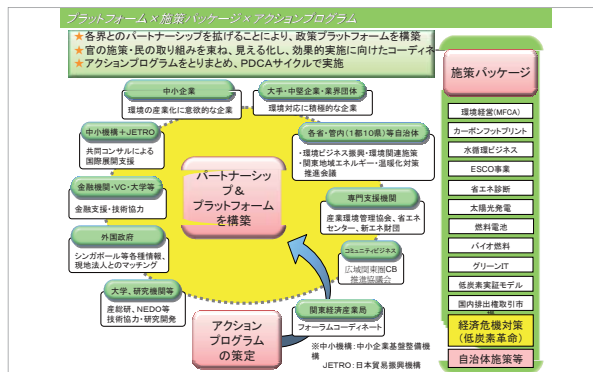 プラットフォーム×施策パッケージ×アクションプログラム
★各界とのパートナーシップを拡げることにより、政策プラットフォームを構築
★官の施策・民の取り組みを束ね、見える化し、効果的実施に向けたコーディネー
★アクションプログラムをとりまとめ、PDCAサイクルで実施
中小企業
環境の産業化に意欲的な企業
大手・中堅企業・業界団体
環境対応に積極的な企業
中小機構+JETRO
共同コンサルによる
国際展開支援
各省・管内(1都10県)等自治体
・環境ビジネス振興・環境関連施策
・関東地域エネルギー・温暖化対策
推進会議
金融機関・VC・大学等
金融支援・技術協力
パートナーシッ
プ&
プラットフォーム
を構築
専門支援機関
産業環境管理協会、省エネ
センター、新エネ財団
外国政府
シンガポール等各種情報、
現地法人とのマッチング
コミュニティビジネス
広域関東圏CB
推進協議会
大学、研究機関等
産総研、NEDO等
技術協力・研究開発
関東経済産業局
フォーラムコーディネート
アクション
プログラム
の策定
※中小機構:中小企業基盤整備機
構
JETRO:日本貿易振興機構
施策パッケージ
環境経営(MFCA)
カーボンフットプリント
水循環ビジネス
ESCO事業
省エネ診断
太陽光発電
燃料電池
バイオ燃料
グリーンIT
低炭素実証モデル
国内排出権取引市
経済危機対策
(低炭素革命)
自治体施策等